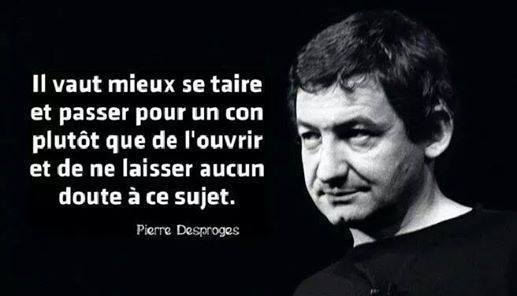 Il vaut mieux se taire
et passer pour un con
plutôt que de l'ouvrir
et de ne laisser aucun
doute à ce sujet.
Pierre Desproges